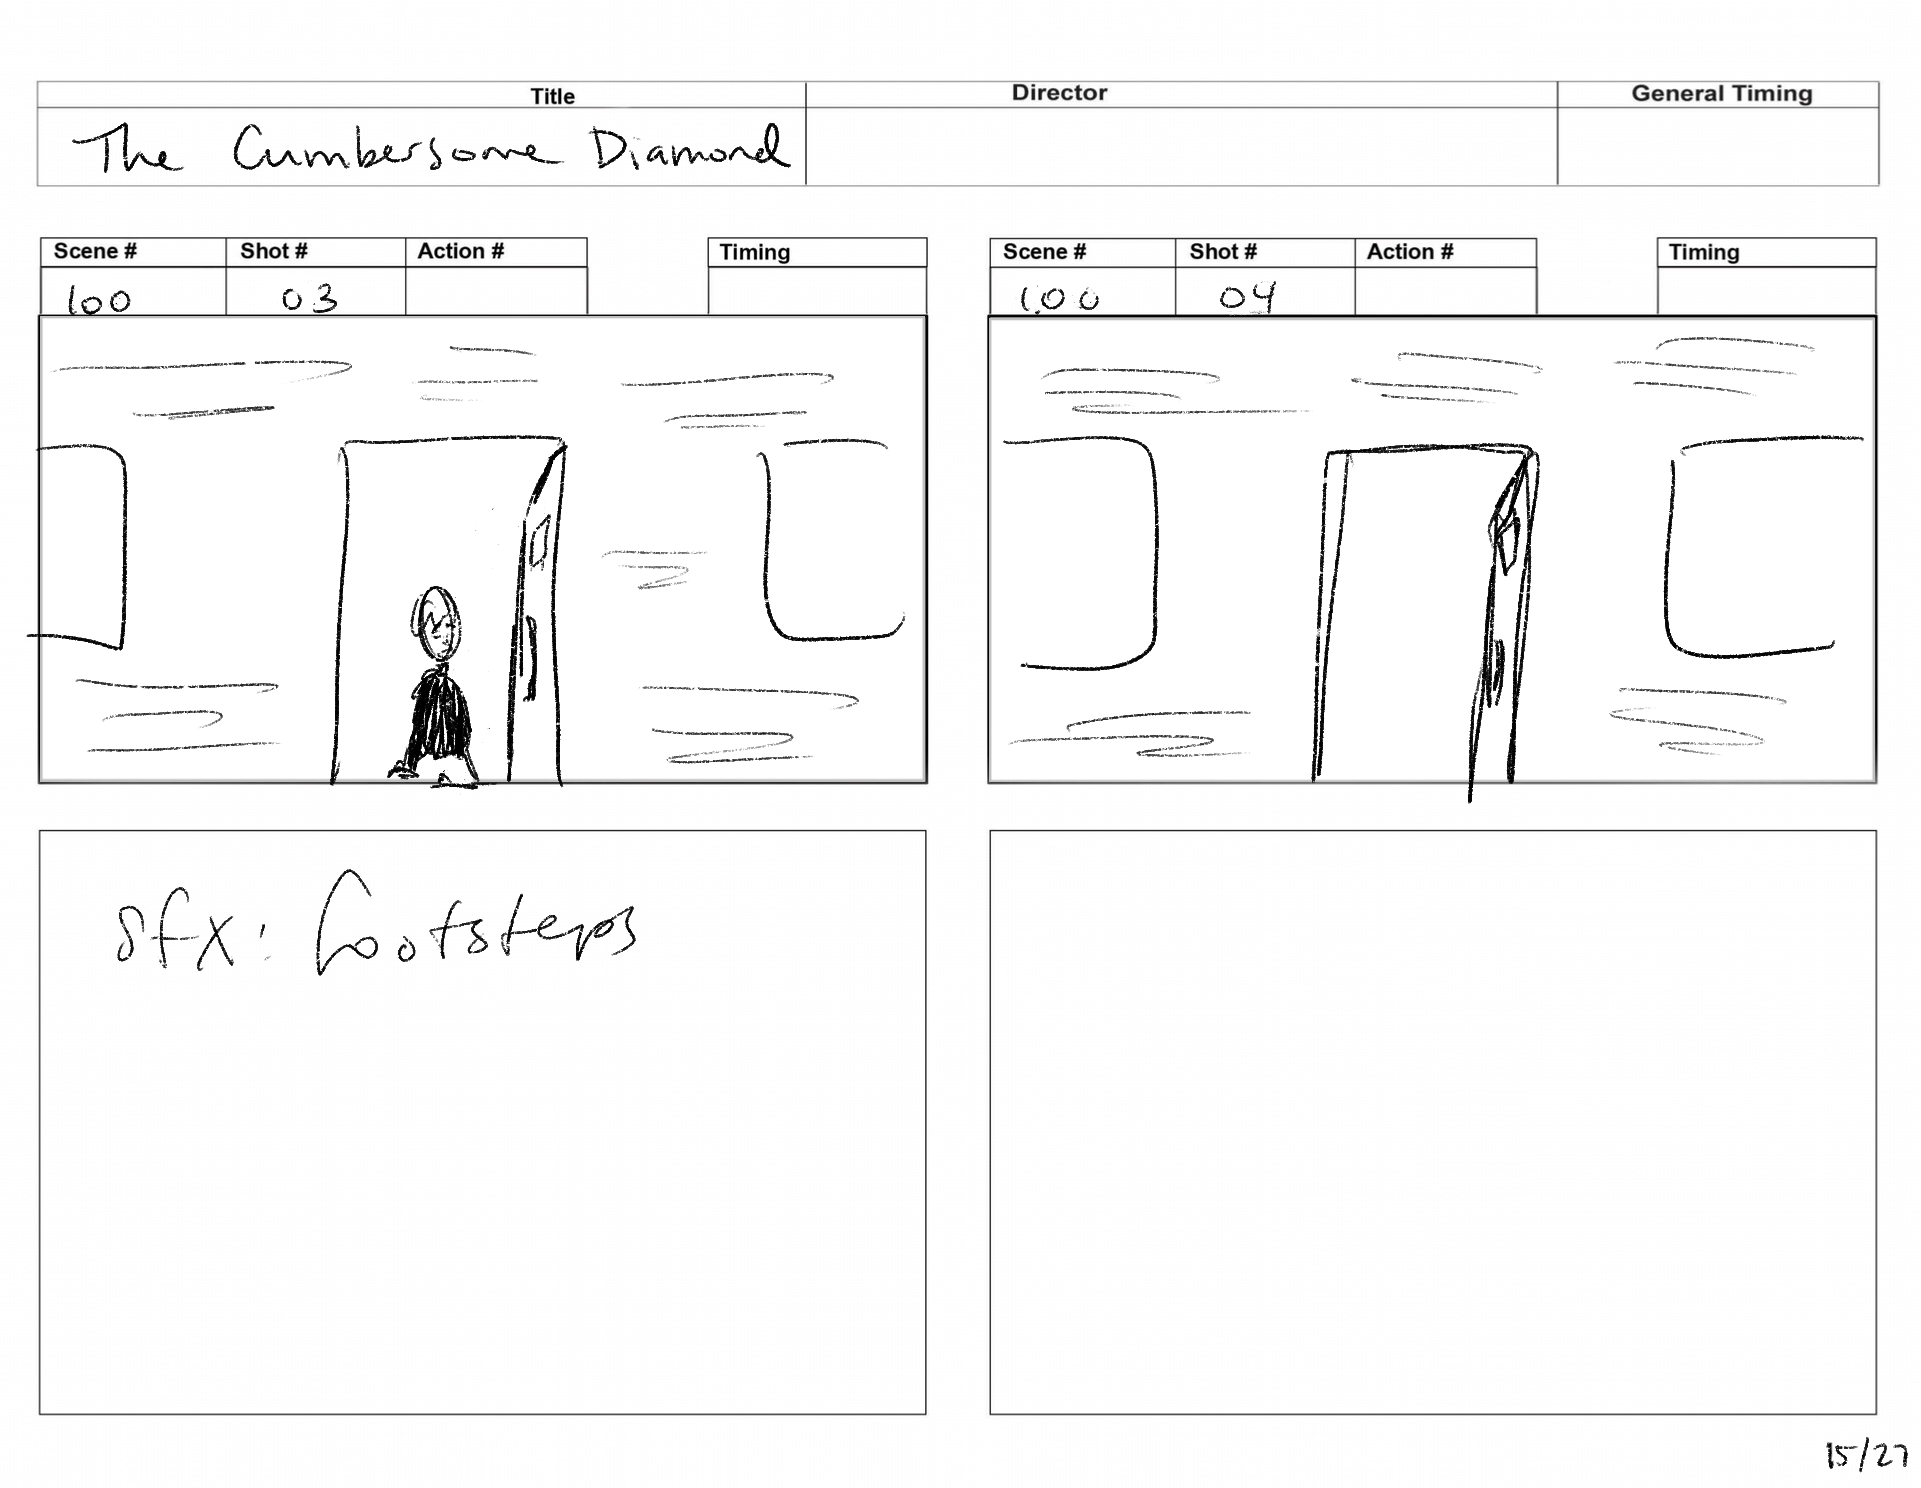 Title Director General Timing
The Cumbersome Diamond
Scene # Shot # Action # Timing
100 03
Scene # Shot # Action # Timing
100 04
sfx: footsteps
15/27